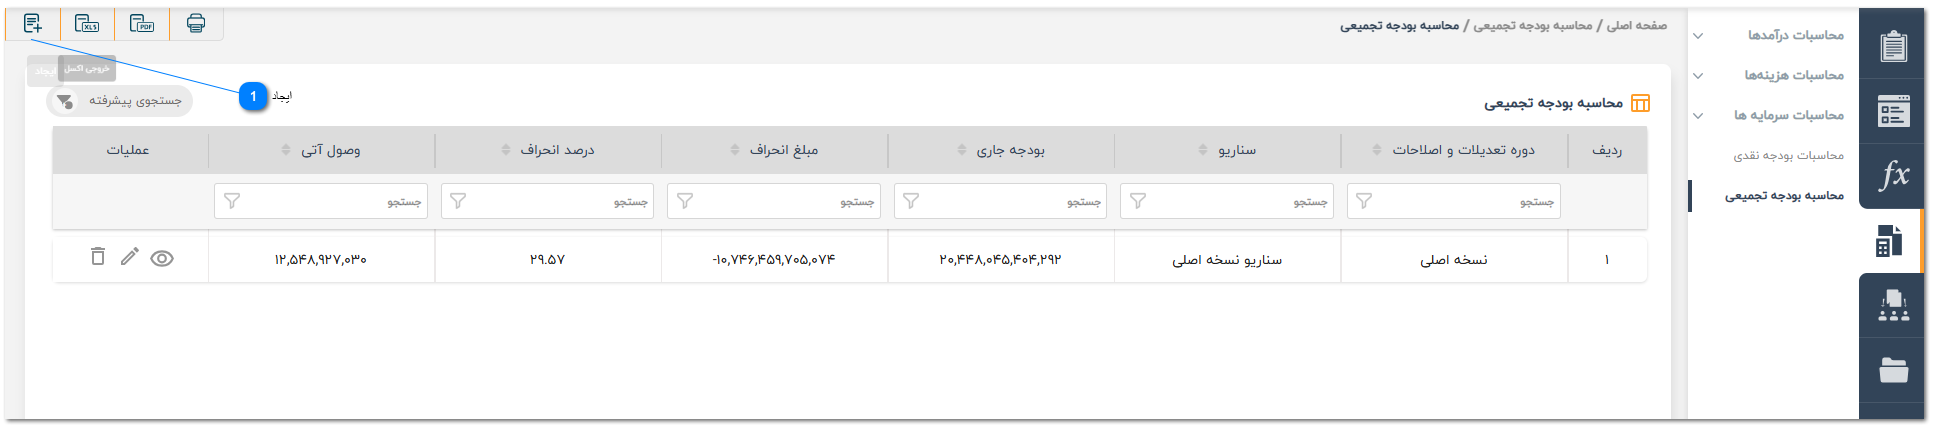 صفحه اصلی / محاسبه بودجه تجمیعی / محاسبه بودجه تجمیعی
XLS
PDF
محاسبات درآمدها
محاسبات هزینه‌ها
محاسبات سرمایه ها
محاسبات بودجه نقدی
محاسبه بودجه تجمیعی
fx
خروجی اکسل
ایجاد
1 ایجاد
جستجوی پیشرفته
محاسبه بودجه تجمیعی
ردیف دوره تعدیلات و اصلاحات سناریو بودجه جاری مبلغ انحراف درصد انحراف وصول آتی عملیات
جستجو جستجو جستجو جستجو جستجو جستجو
۱ نسخه اصلی سناریو نسخه اصلی ۲۰,۴۴۸,۰۴۵,۴۰۴,۲۹۲ -۱۰,۷۴۶,۴۵۹,۷۰۵,۰۷۴ ۲۹.۵۷ ۱۲,۵۴۸,۹۲۷,۰۳۰